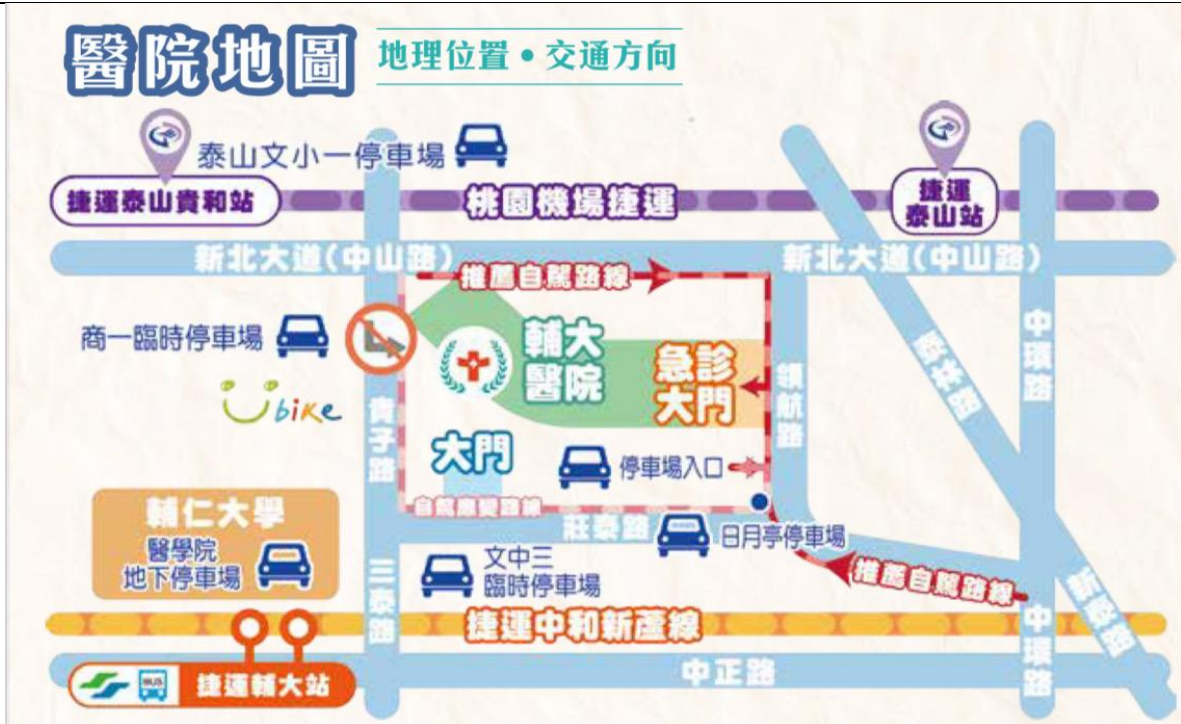 醫院地圖
地理位置•交通方向
泰山文小一停車場
捷運泰山貴和站
桃園機場捷運
捷運
泰山站
新北大道(中山路)
新北大道(中山路)
推薦自駕路線
商一臨時停車場
輔大
醫院
急診
大門
中環路
新泰路
領航路
Ubike
貴子路
大門
停車場入口
自駕應變路線
輔仁大學
醫學院
地下停車場
莊泰路
日月亭停車場
文中三
臨時停車場
推薦自駕路線
三泰路
新泰路
捷運中和新蘆線
中環路
捷運輔大站
中正路